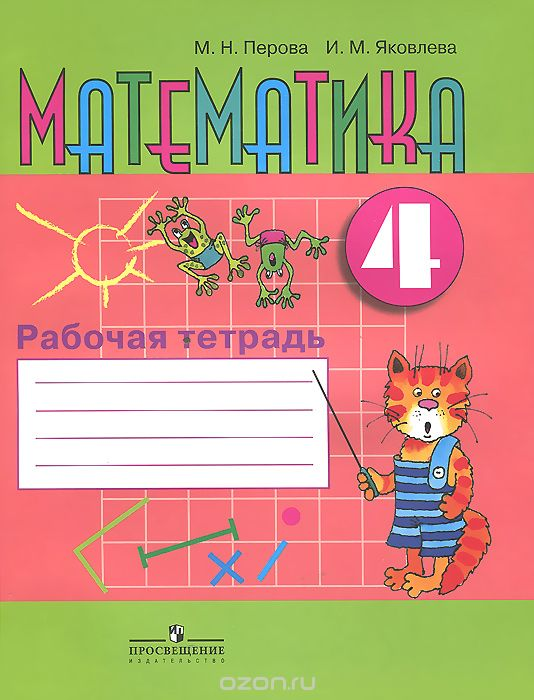 М. Н. Перова И. М. Яковлева
МАТЕМАТИКА
4
Рабочая тетрадь
ПРОСВЕЩЕНИЕ
ИЗДАТЕЛЬСТВО
ozon.ru